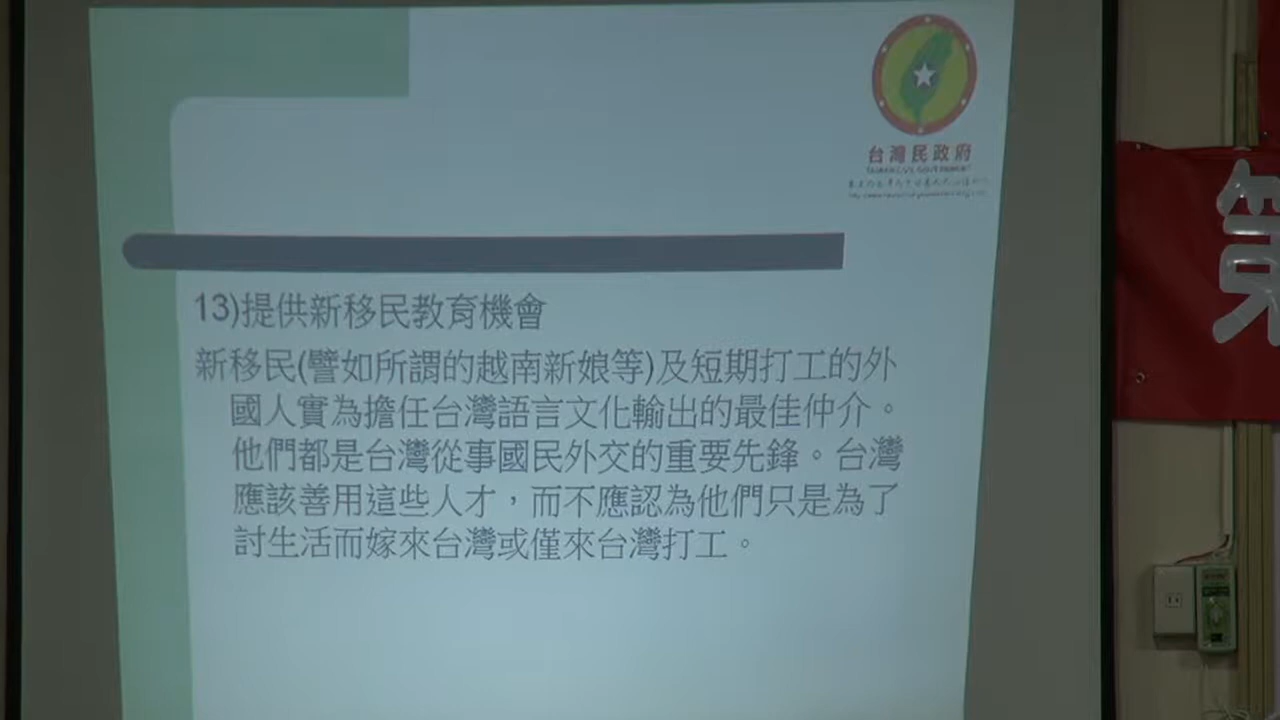 台灣民政府
TAIWAN CIVIL GOVERNMENT
13)提供新移民教育機會
新移民(譬如所謂的越南新娘等)及短期打工的外
國人實為擔任台灣語言文化輸出的最佳仲介。
他們都是台灣從事國民外交的重要先鋒。台灣
應該善用這些人才，而不應認為他們只是為了
討生活而嫁來台灣或僅來台灣打工。
第